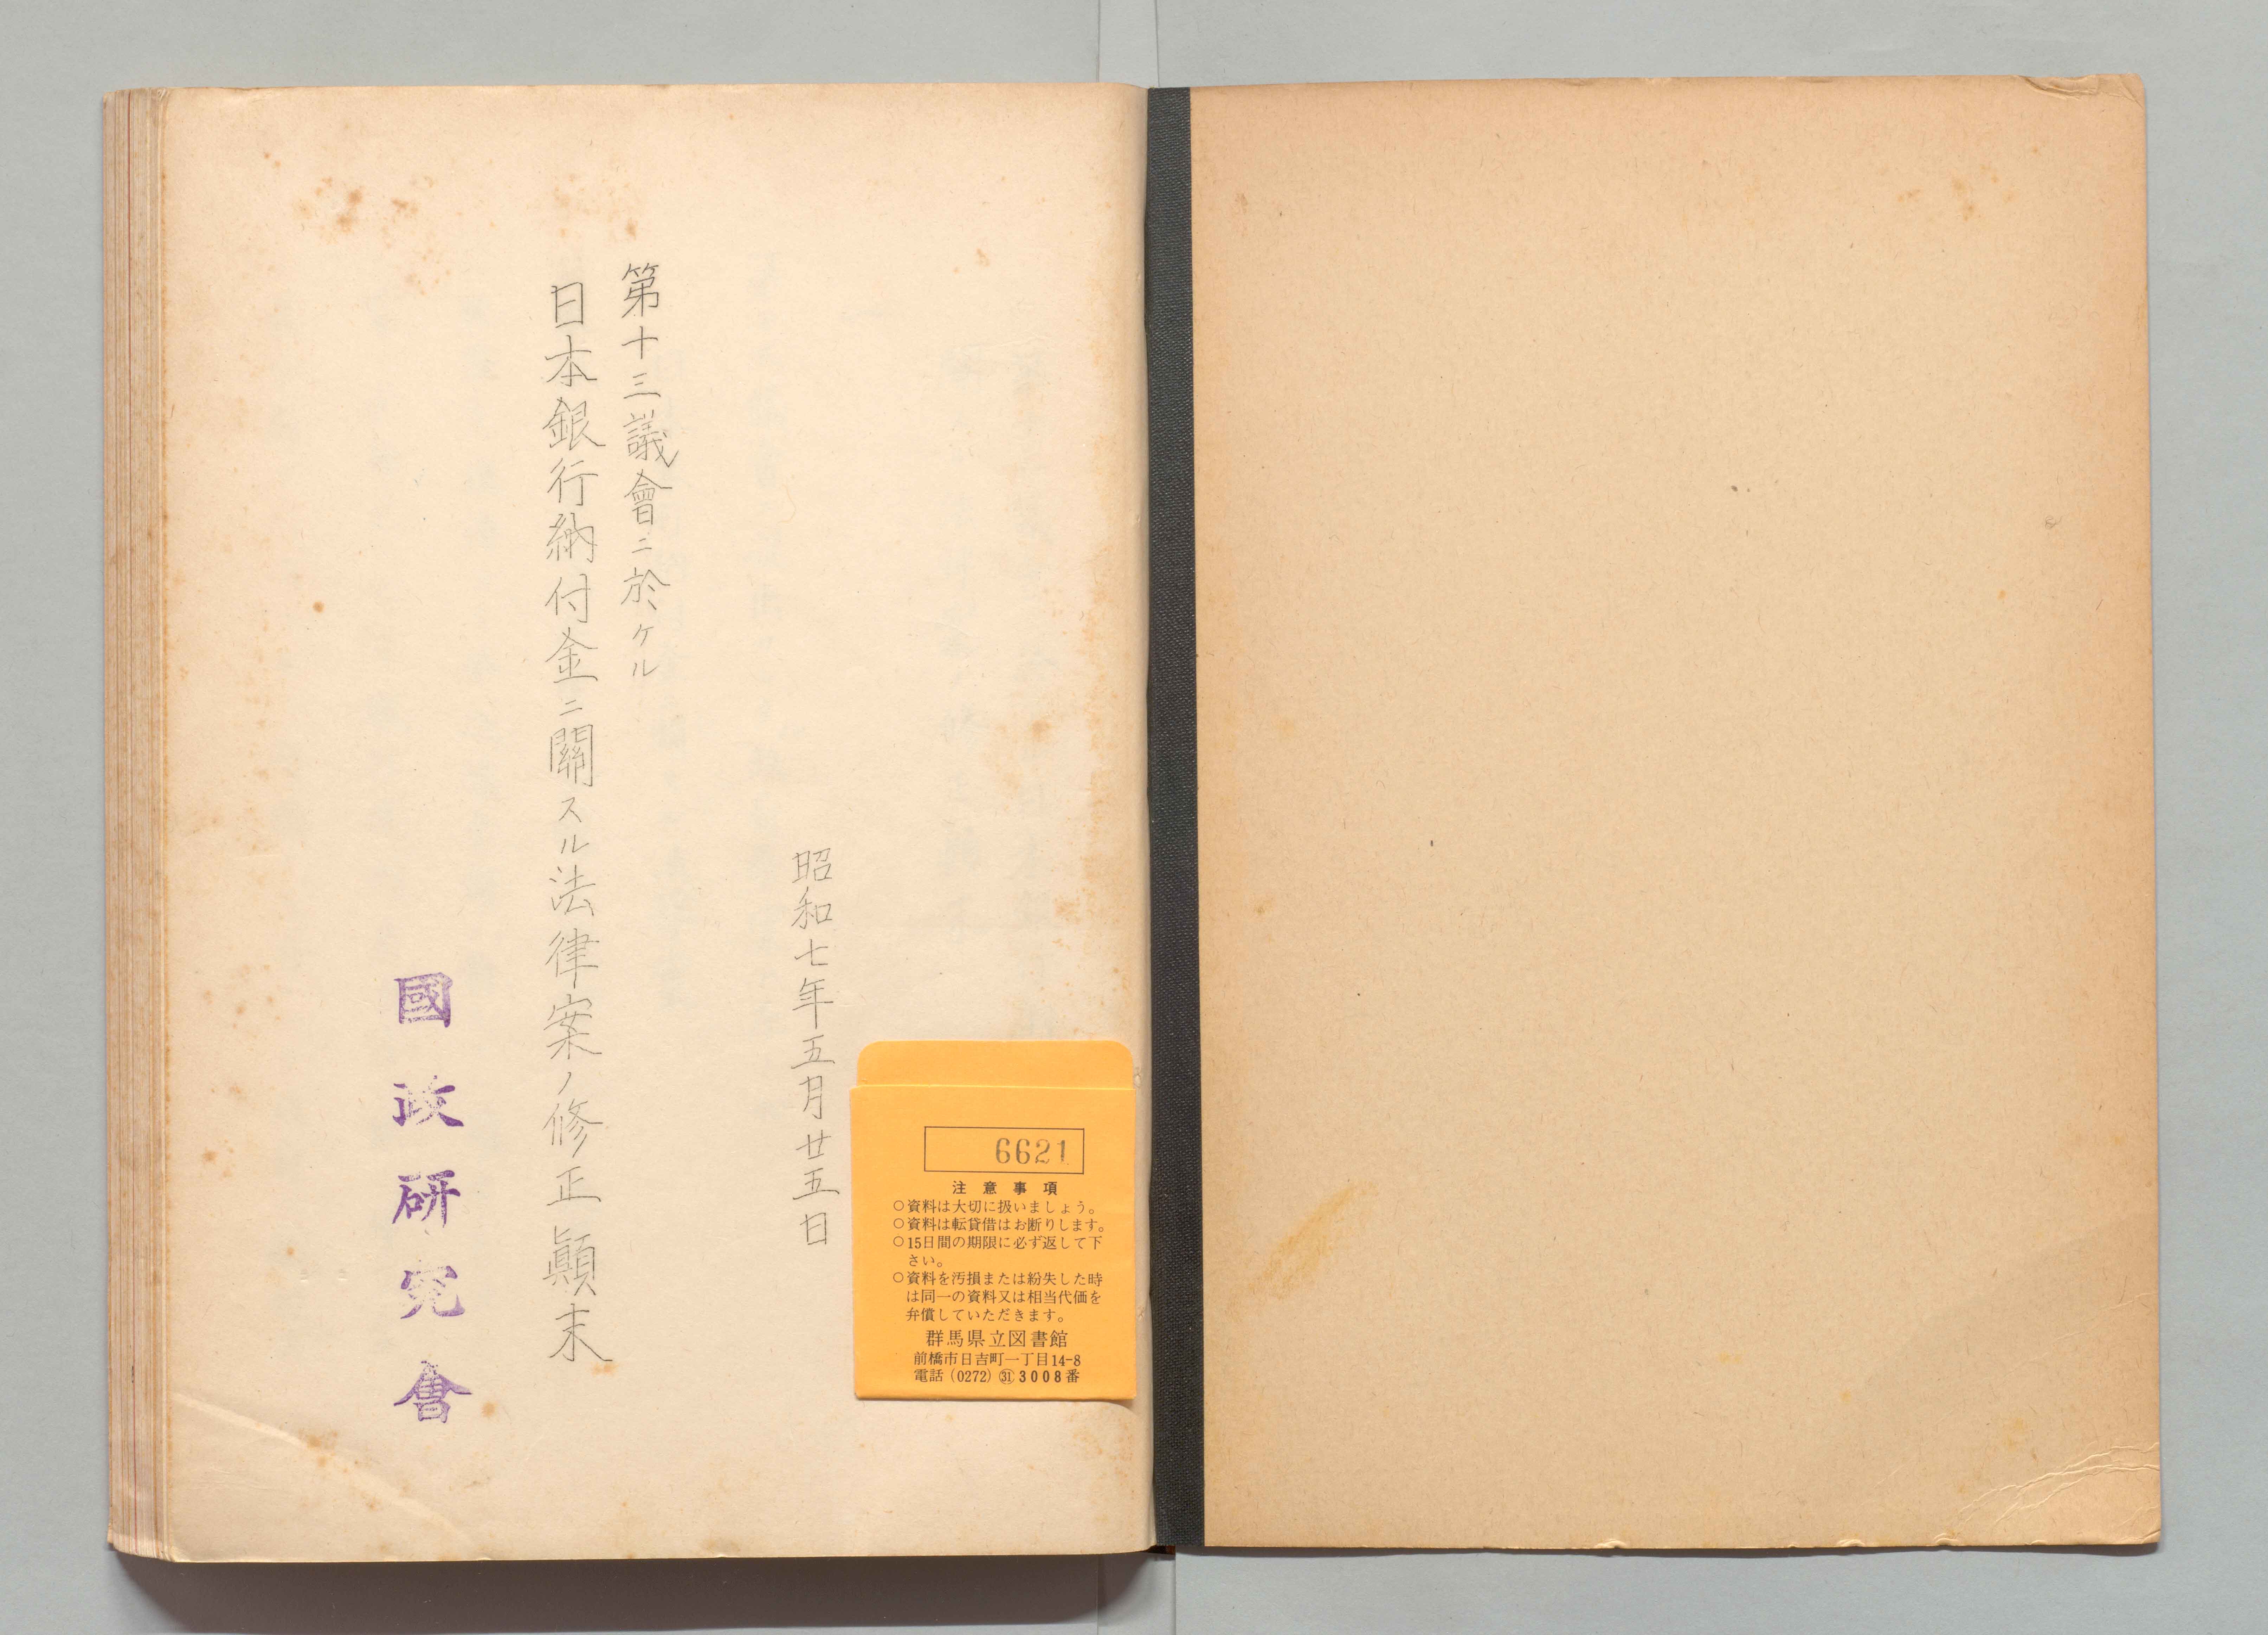 昭和七年五月廿五日
第十三議會ニ於ケル
日本銀行納付金ニ關スル法律案ノ修正顚末
國政研究會
6621
注意事項
○資料は大切に扱いましょう。
○資料は転貸借はお断りします。
○15日間の期限に必ず返して下
さい。
○資料を汚損または紛失した時
は同一の資料又は相当代価を
弁償していただきます。
群馬県立図書館
前橋市日吉町一丁目14-8
電話（0272）㉛3008番